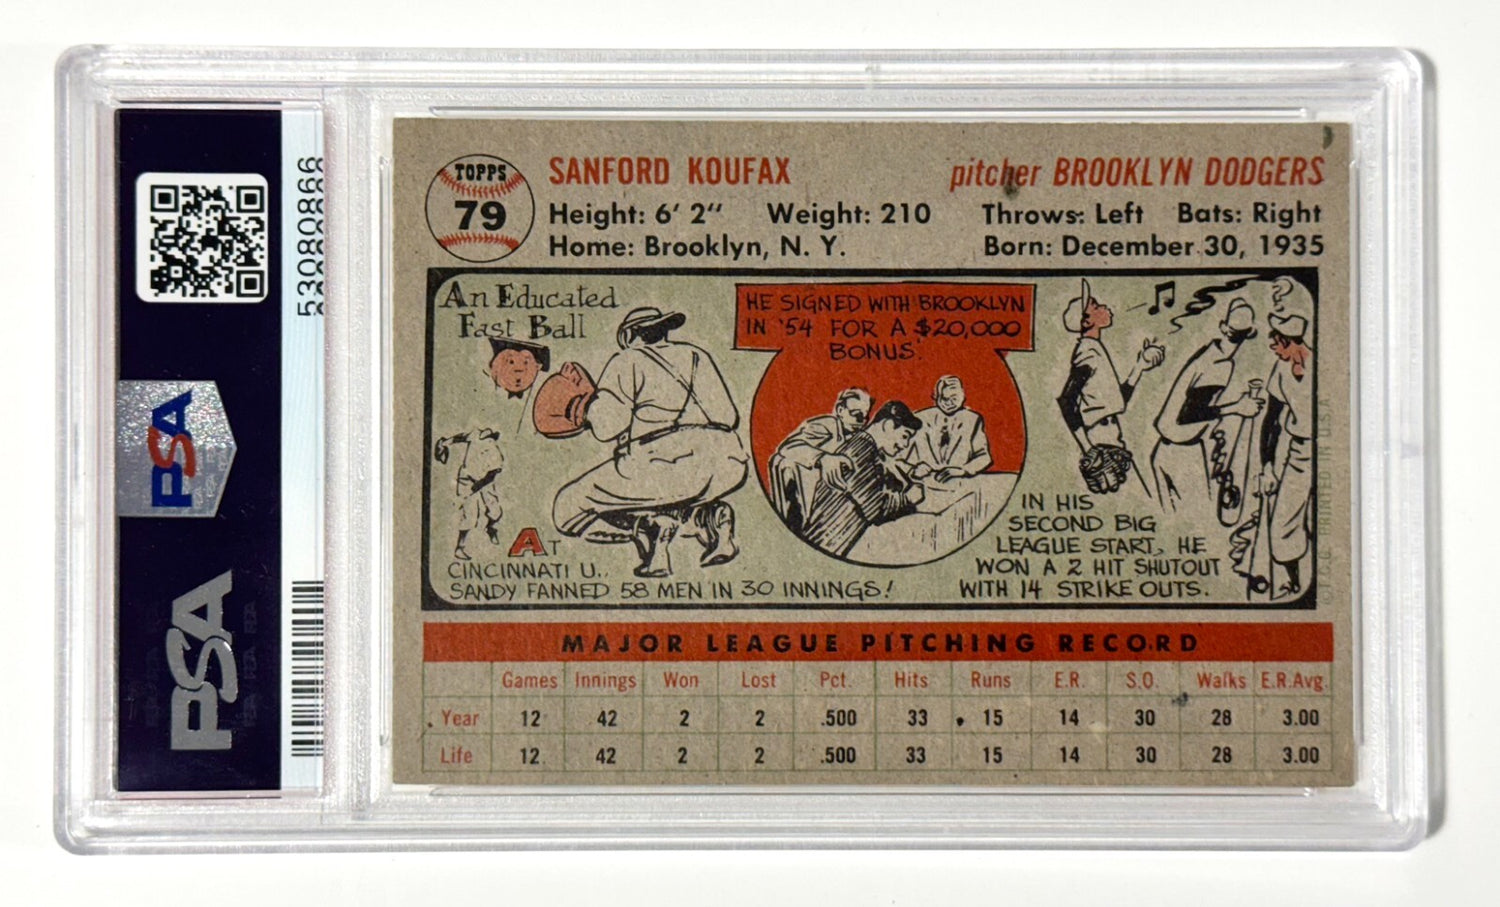 PSA
PSA
53080866
TOPPS
79
SANFORD KOUFAX
pitcher BROOKLYN DODGERS
Height: 6' 2" Weight: 210 Throws: Left Bats: Right
Home: Brooklyn, N. Y. Born: December 30, 1935
An Educated
Fast Ball
AT
CINCINNATI U.,
SANDY FANNED 58 MEN IN 30 INNINGS!
HE SIGNED WITH BROOKLYN
IN '54 FOR A $20,000
BONUS.
IN HIS
SECOND BIG
LEAGUE START, HE
WON A 2 HIT SHUTOUT
WITH 14 STRIKE OUTS.
© T.C.G. PRINTED IN U.S.A.
MAJOR LEAGUE PITCHING RECORD
Games Innings Won Lost Pct. Hits Runs E.R. S.O. Walks E.R.Avg.
Year 12 42 2 2 .500 33 15 14 30 28 3.00
Life 12 42 2 2 .500 33 15 14 30 28 3.00